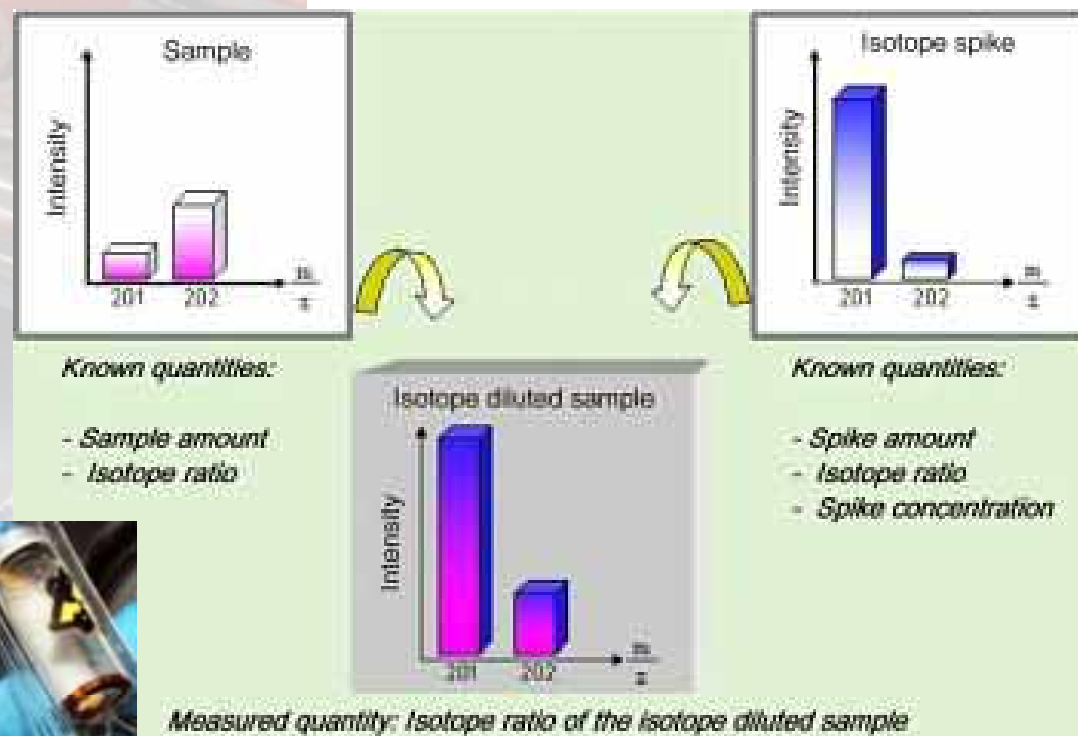 Sample
Intensity
201 202
m
z
Isotope spike
Intensity
201 202
m
z
Known quantities:
- Sample amount
- Isotope ratio
Known quantities:
- Spike amount
- Isotope ratio
- Spike concentration
Isotope diluted sample
Intensity
201 202
m
z
Measured quantity: Isotope ratio of the isotope diluted sample